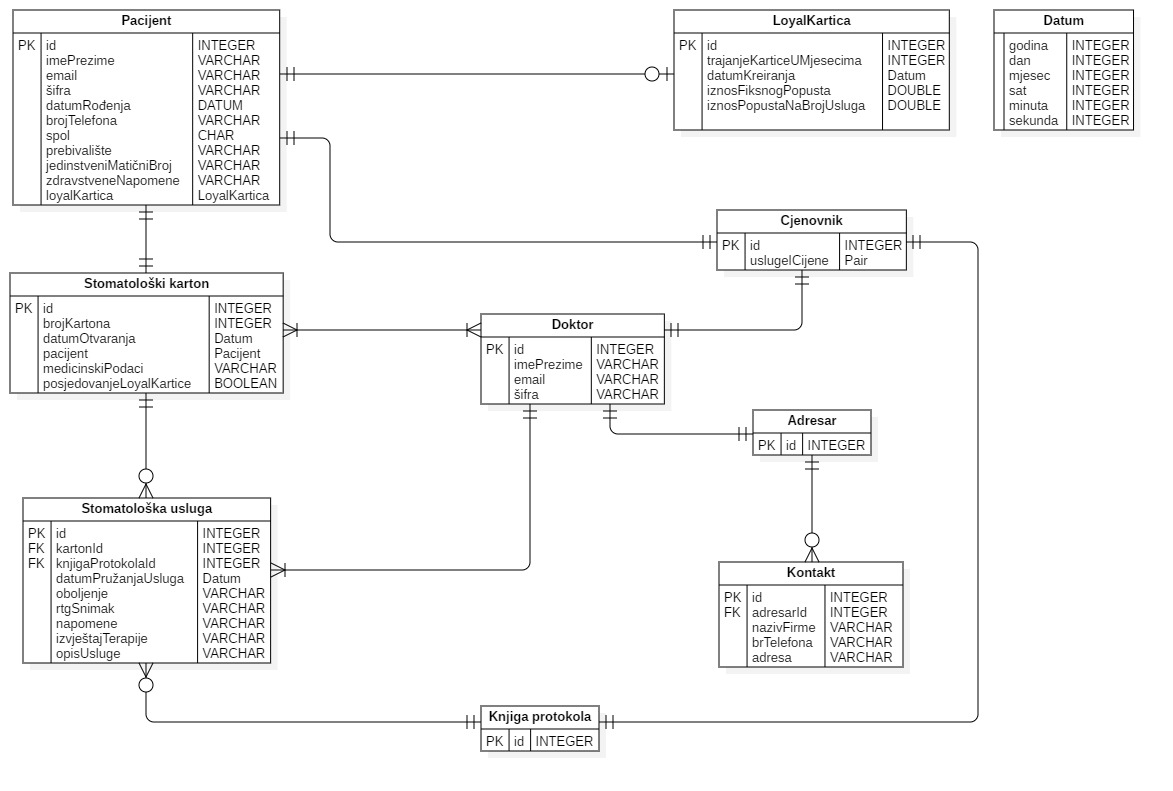 Pacijent
PK id INTEGER
imePrezime VARCHAR
email VARCHAR
šifra VARCHAR
datumRođenja DATUM
brojTelefona VARCHAR
spol CHAR
prebivalište VARCHAR
jedinstveniMatičniBroj VARCHAR
zdravstveneNapomene VARCHAR
loyalKartica LoyalKartica
LoyalKartica
PK id INTEGER
trajanjeKarticeUMjesecima INTEGER
datumKreiranja Datum
iznosFiksnogPopusta DOUBLE
iznosPopustaNaBrojUsluga DOUBLE
Datum
godina INTEGER
dan INTEGER
mjesec INTEGER
sat INTEGER
minuta INTEGER
sekunda INTEGER
Cjenovnik
PK id INTEGER
uslugeICijene Pair
Stomatološki karton
PK id INTEGER
brojKartona INTEGER
datumOtvaranja Datum
pacijent Pacijent
medicinskiPodaci VARCHAR
posjedovanjeLoyalKartice BOOLEAN
Doktor
PK id INTEGER
imePrezime VARCHAR
email VARCHAR
šifra VARCHAR
Adresar
PK id INTEGER
Stomatološka usluga
PK id INTEGER
FK kartonId INTEGER
FK knjigaProtokolaId INTEGER
datumPružanjaUsluga Datum
oboljenje VARCHAR
rtgSnimak VARCHAR
napomene VARCHAR
izvještajTerapije VARCHAR
opisUsluge VARCHAR
Kontakt
PK id INTEGER
FK adresarId INTEGER
nazivFirme VARCHAR
brTelefona VARCHAR
adresa VARCHAR
Knjiga protokola
PK id INTEGER